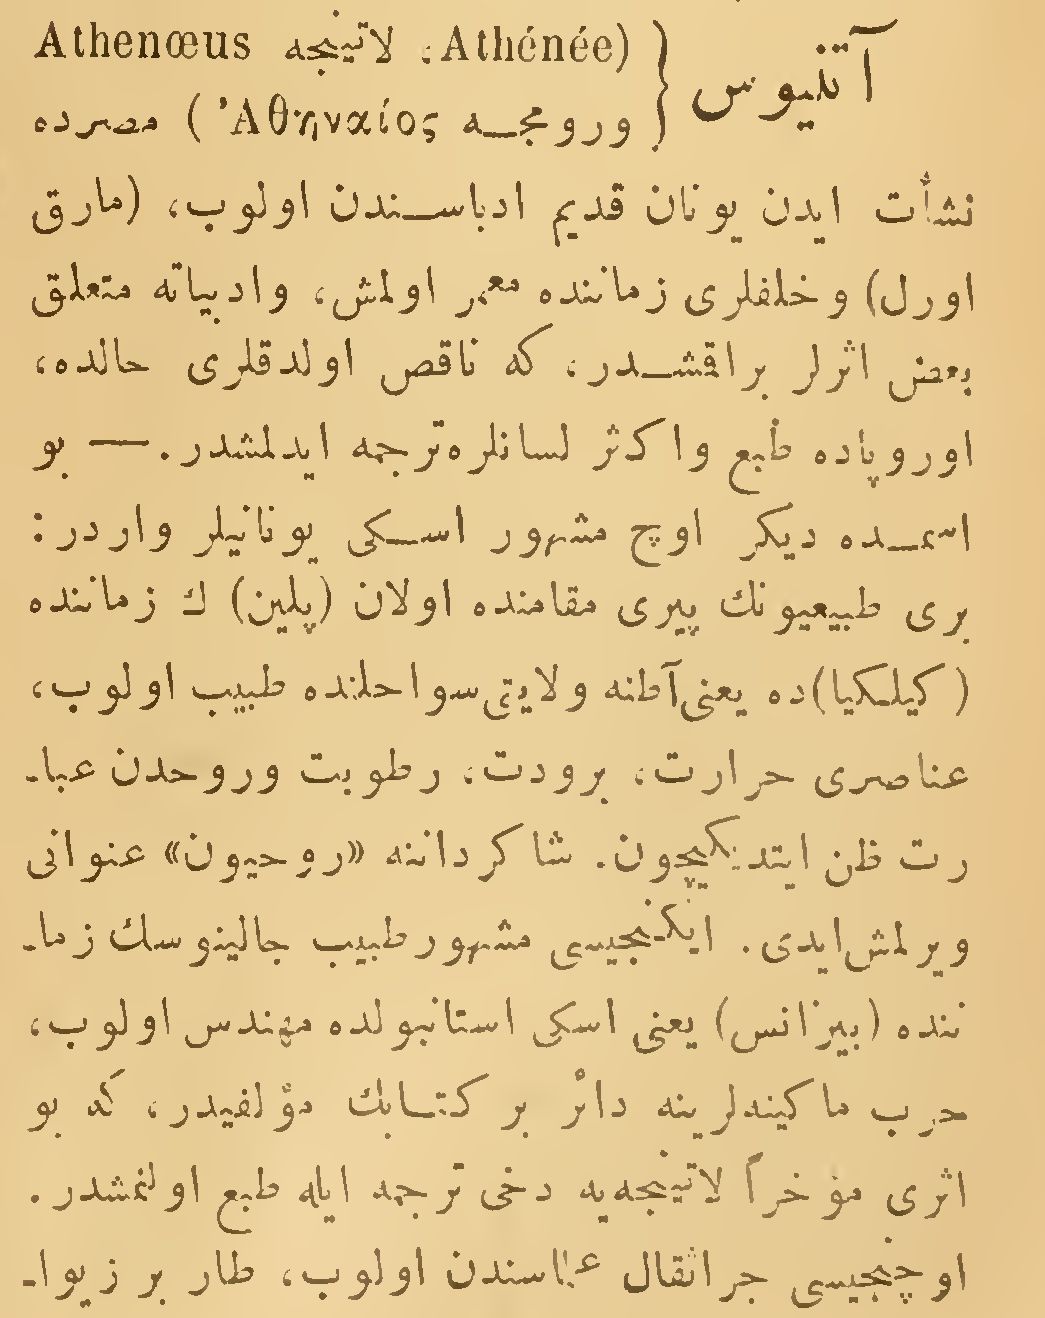 آتنیوس { (Athénée، لاتینجه Athenœus
ورومجه Ἀθηναίος) مصرده
نشأت ایدن یونان قدیم ادباسندن اولوب، (مارق
اورل) وخلفلری زماننده معمر اولمش، وادبیاته متعلق
بعض اثرلر براقشدر، که ناقص اولدقلری حالده،
اوروپاده طبع واکثر لسانلره ترجمه ایدلمشدر. — بو
اسمده دیکر اوچ مشهور اسکی یونانیلر واردر:
بری طبیعیونك پیری مقامنده اولان (پلین) ك زماننده
(کیلیکیا)ده یعنی آطنه ولایتی سواحلنده طبیب اولوب،
عناصری حرارت، برودت، رطوبت وروحدن عبا-
رت ظن ایتدیکیچون. شاکرداننه «روحیون» عنوانی
ویرلمش ایدی. ایکنجیسی مشهور طبیب جالینوسك زما-
ننده (بیزانس) یعنی اسکی استانبولده مهندس اولوب،
حرب ماکینه‌لرینه دائر بر کتابك مؤلفیدر، که بو
اثری مؤخراً لاتینجه‌یه دخی ترجمه ایله طبع اولنمشدر.
اوچنجیسی جراثقال علماسندن اولوب، طار بر زیوا-